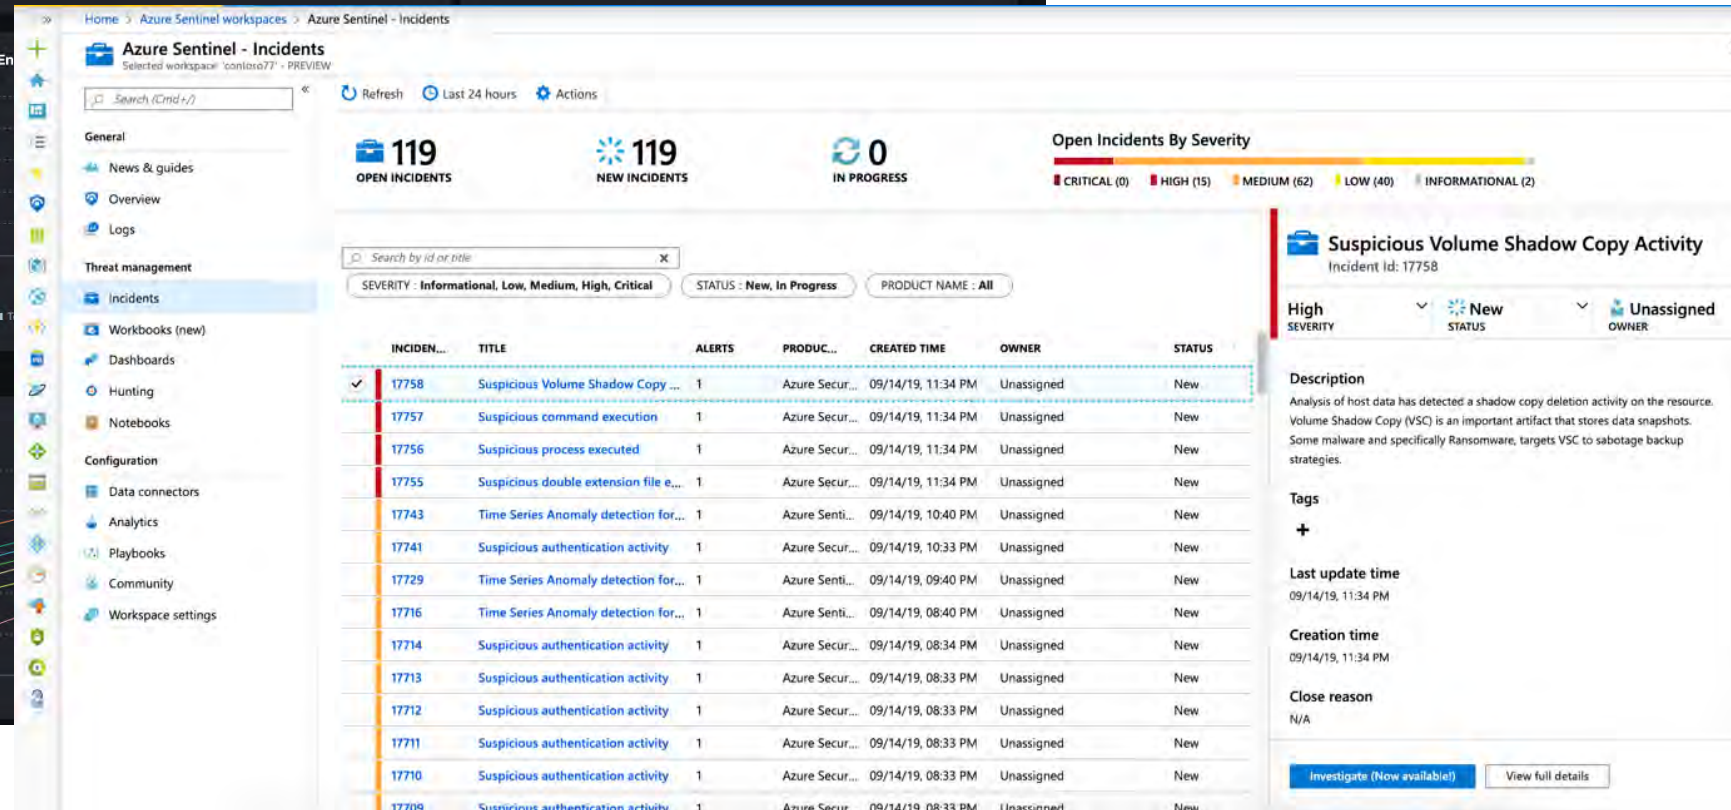 Home > Azure Sentinel workspaces > Azure Sentinel - Incidents
Azure Sentinel - Incidents
Selected workspace: 'contoso77' - PREVIEW
Search (Cmd+/)
Refresh Last 24 hours Actions
General
News & guides
Overview
Logs
Threat management
Incidents
Workbooks (new)
Dashboards
Hunting
Notebooks
Configuration
Data connectors
Analytics
Playbooks
Community
Workspace settings
119 OPEN INCIDENTS
119 NEW INCIDENTS
0 IN PROGRESS
Open Incidents By Severity
CRITICAL (0) HIGH (15) MEDIUM (62) LOW (40) INFORMATIONAL (2)
Search by id or title
SEVERITY : Informational, Low, Medium, High, Critical STATUS : New, In Progress PRODUCT NAME : All
INCIDEN... TITLE ALERTS PRODUC... CREATED TIME OWNER STATUS
17758 Suspicious Volume Shadow Copy ... 1 Azure Secur... 09/14/19, 11:34 PM Unassigned New
17757 Suspicious command execution 1 Azure Secur... 09/14/19, 11:34 PM Unassigned New
17756 Suspicious process executed 1 Azure Secur... 09/14/19, 11:34 PM Unassigned New
17755 Suspicious double extension file e... 1 Azure Secur... 09/14/19, 11:34 PM Unassigned New
17743 Time Series Anomaly detection for... 1 Azure Senti... 09/14/19, 10:40 PM Unassigned New
17741 Suspicious authentication activity 1 Azure Secur... 09/14/19, 10:33 PM Unassigned New
17729 Time Series Anomaly detection for... 1 Azure Senti... 09/14/19, 09:40 PM Unassigned New
17716 Time Series Anomaly detection for... 1 Azure Senti... 09/14/19, 08:40 PM Unassigned New
17714 Suspicious authentication activity 1 Azure Secur... 09/14/19, 08:34 PM Unassigned New
17713 Suspicious authentication activity 1 Azure Secur... 09/14/19, 08:33 PM Unassigned New
17712 Suspicious authentication activity 1 Azure Secur... 09/14/19, 08:33 PM Unassigned New
17711 Suspicious authentication activity 1 Azure Secur... 09/14/19, 08:33 PM Unassigned New
17710 Suspicious authentication activity 1 Azure Secur... 09/14/19, 08:33 PM Unassigned New
17709 Suspicious authentication activity 1 Azure Secur... 09/14/19, 08:33 PM Unassigned New
Suspicious Volume Shadow Copy Activity
Incident Id: 17758
High New Unassigned
SEVERITY STATUS OWNER
Description
Analysis of host data has detected a shadow copy deletion activity on the resource.
Volume Shadow Copy (VSC) is an important artifact that stores data snapshots.
Some malware and specifically Ransomware, targets VSC to sabotage backup
strategies.
Tags
+
Last update time
09/14/19, 11:34 PM
Creation time
09/14/19, 11:34 PM
Close reason
N/A
Investigate (Now available!) View full details